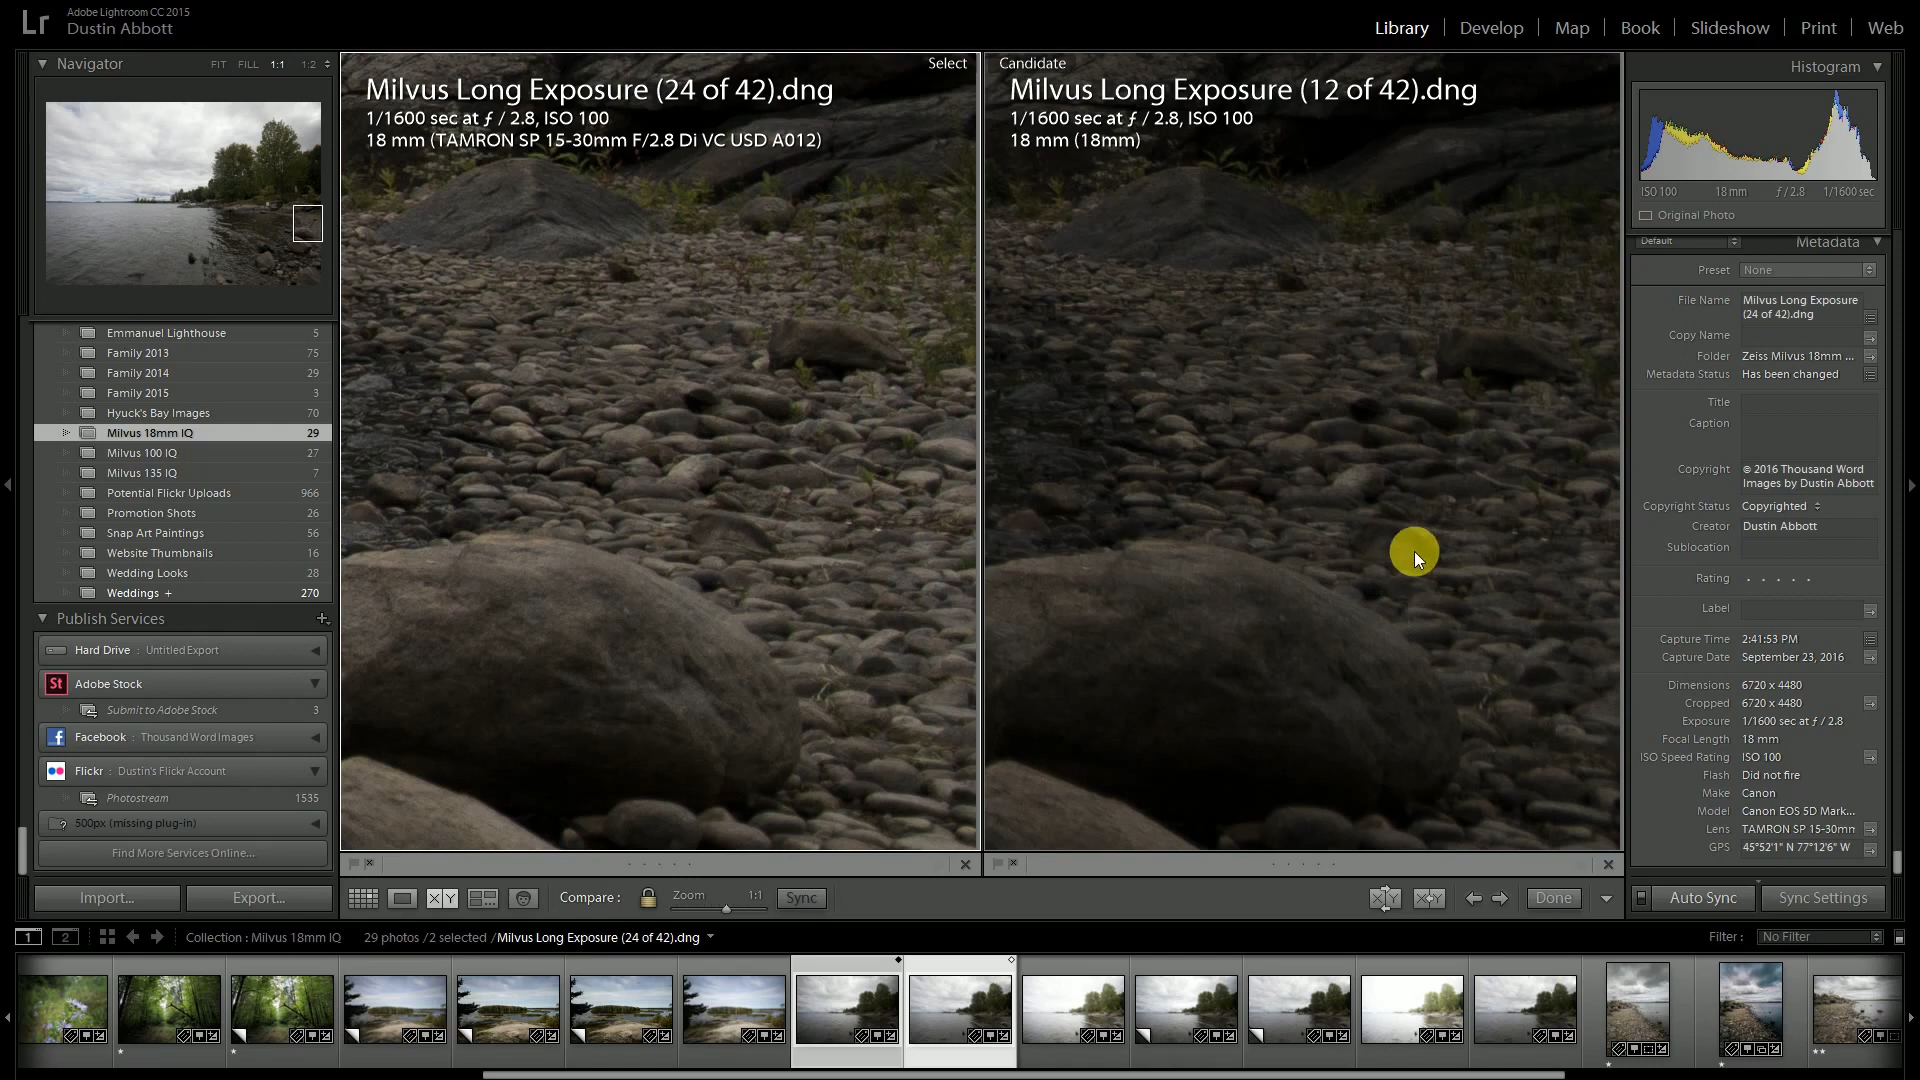 Lr
Adobe Lightroom CC 2015
Dustin Abbott
Library
Develop
Map
Book
Slideshow
Print
Web
Navigator
FIT FILL 1:1 1:2
Emmanuel Lighthouse 5
Family 2013 75
Family 2014 29
Family 2015 3
Hyuck's Bay Images 70
Milvus 18mm IQ 29
Milvus 100 IQ 27
Milvus 135 IQ 7
Potential Flickr Uploads 966
Promotion Shots 26
Snap Art Paintings 56
Website Thumbnails 16
Wedding Looks 28
Weddings + 270
Publish Services
Hard Drive : Untitled Export
St Adobe Stock
Submit to Adobe Stock 3
f Facebook : Thousand Word Images
Flickr : Dustin's Flickr Account
Photostream 1535
500px (missing plug-in)
Find More Services Online...
Import...
Export...
Select
Milvus Long Exposure (24 of 42).dng
1/1600 sec at ƒ / 2.8, ISO 100
18 mm (TAMRON SP 15-30mm F/2.8 Di VC USD A012)
Candidate
Milvus Long Exposure (12 of 42).dng
1/1600 sec at ƒ / 2.8, ISO 100
18 mm (18mm)
XY
Compare :
Zoom 1:1
Sync
Done
Histogram
ISO 100 18 mm ƒ / 2.8 1/1600 sec
Original Photo
Default
Metadata
Preset None
File Name Milvus Long Exposure
(24 of 42).dng
Copy Name
Folder Zeiss Milvus 18mm ...
Metadata Status Has been changed
Title
Caption
Copyright © 2016 Thousand Word
Images by Dustin Abbott
Copyright Status Copyrighted
Creator Dustin Abbott
Sublocation
Rating
Label
Capture Time 2:41:53 PM
Capture Date September 23, 2016
Dimensions 6720 x 4480
Cropped 6720 x 4480
Exposure 1/1600 sec at ƒ / 2.8
Focal Length 18 mm
ISO Speed Rating ISO 100
Flash Did not fire
Make Canon
Model Canon EOS 5D Mark...
Lens TAMRON SP 15-30mm
GPS 45°52'1" N 77°12'6" W
Auto Sync
Sync Settings
1 2
Collection : Milvus 18mm IQ
29 photos /2 selected /Milvus Long Exposure (24 of 42).dng
Filter : No Filter